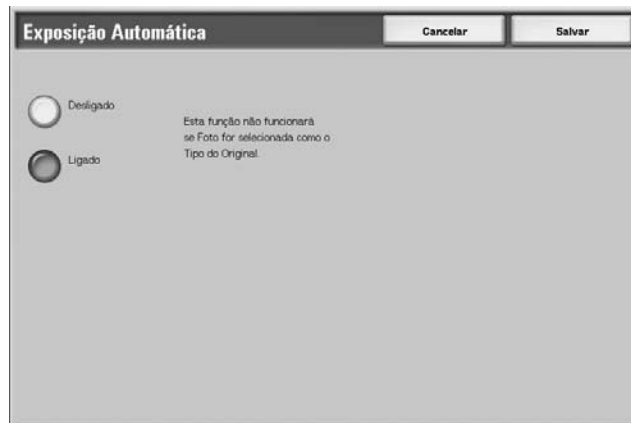 Exposição Automática
Cancelar
Salvar
Desligado
Esta função não funcionará
se Foto for selecionada como o
Tipo do Original.
Ligado